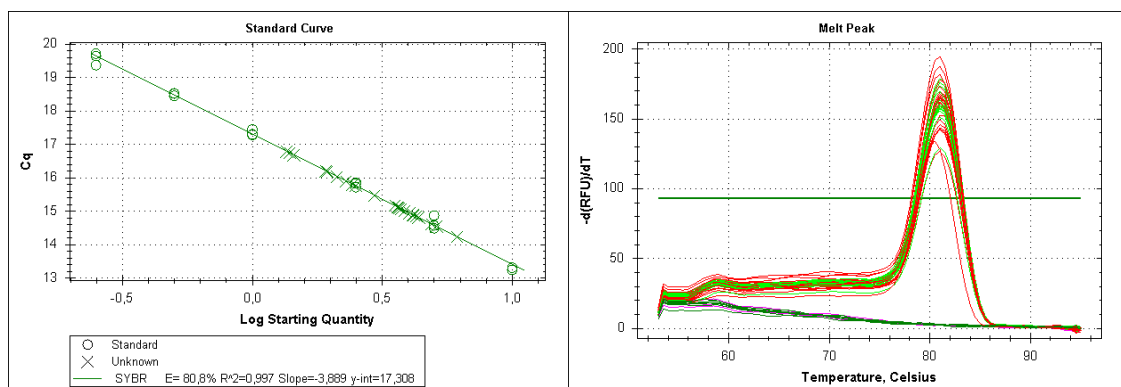 Standard Curve
20
19
18
17
16
15
14
13
Cq
-0,5
0,0
0,5
1,0
Log Starting Quantity
Standard
Unknown
SYBR E= 80,8% R^2=0,997 Slope=-3,889 y-int=17,308
Melt Peak
200
150
100
50
0
-d(RFU)/dT
60
70
80
90
Temperature, Celsius